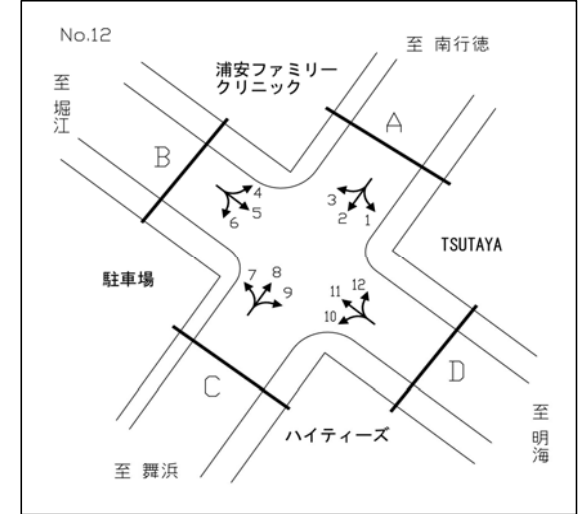 No.12
至 南行徳
浦安ファミリー
クリニック
至 堀江
A
B
3
2
1
4
5
6
TSUTAYA
駐車場
7
8
9
11
12
10
C
D
ハイティーズ
至 舞浜
至 明海